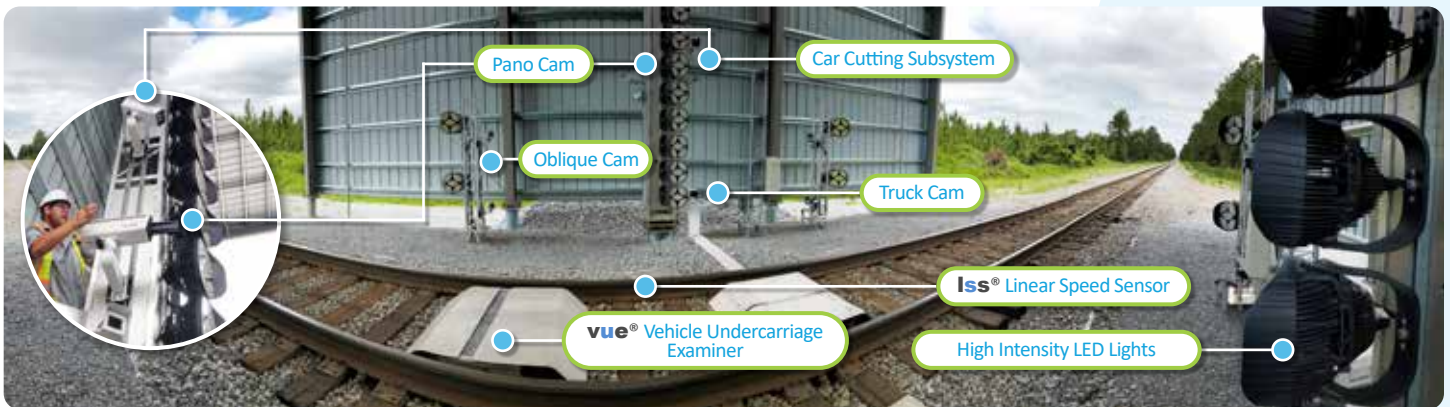 Pano Cam
Car Cutting Subsystem
Oblique Cam
Truck Cam
lss® Linear Speed Sensor
vue® Vehicle Undercarriage
Examiner
High Intensity LED Lights